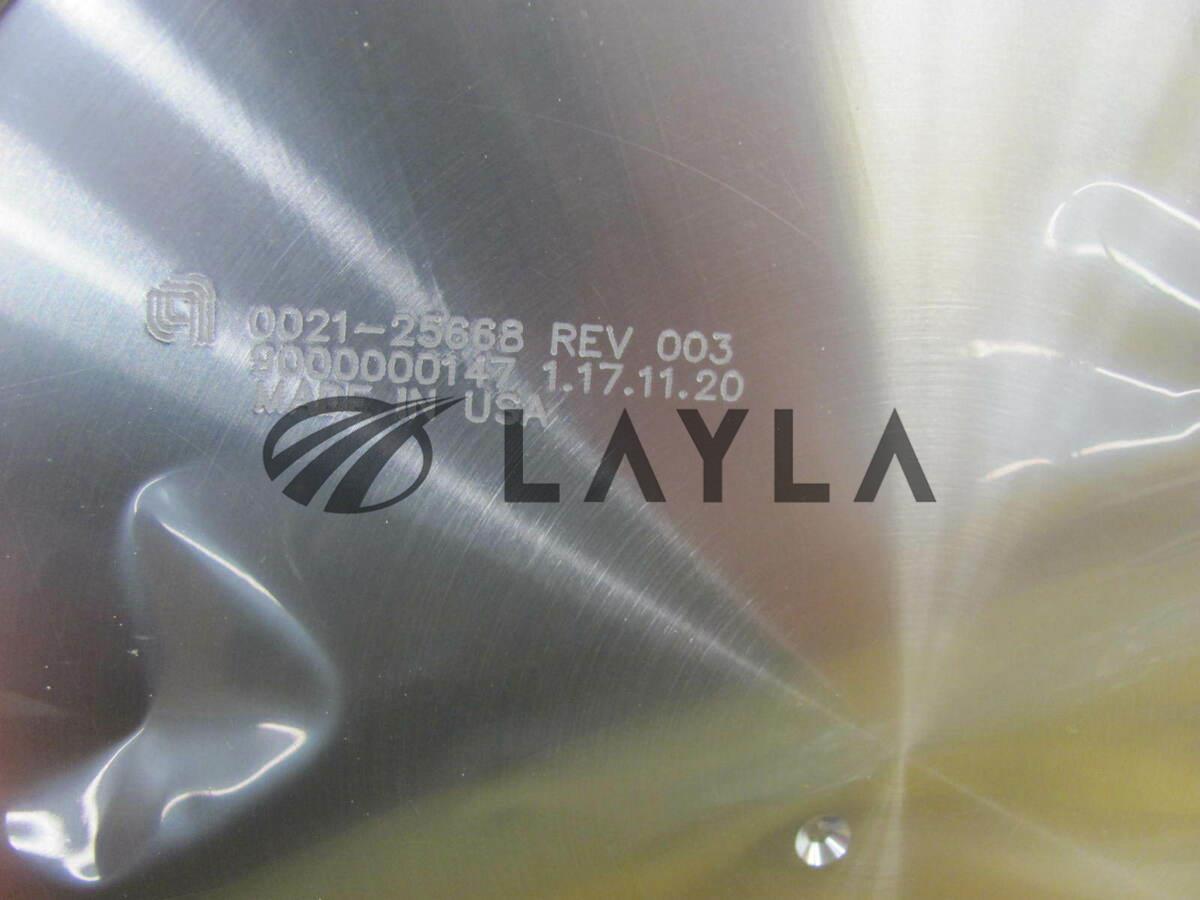 0021-25668 REV 003
9000000147 1.17.11.20
MADE IN USA
LAYLA